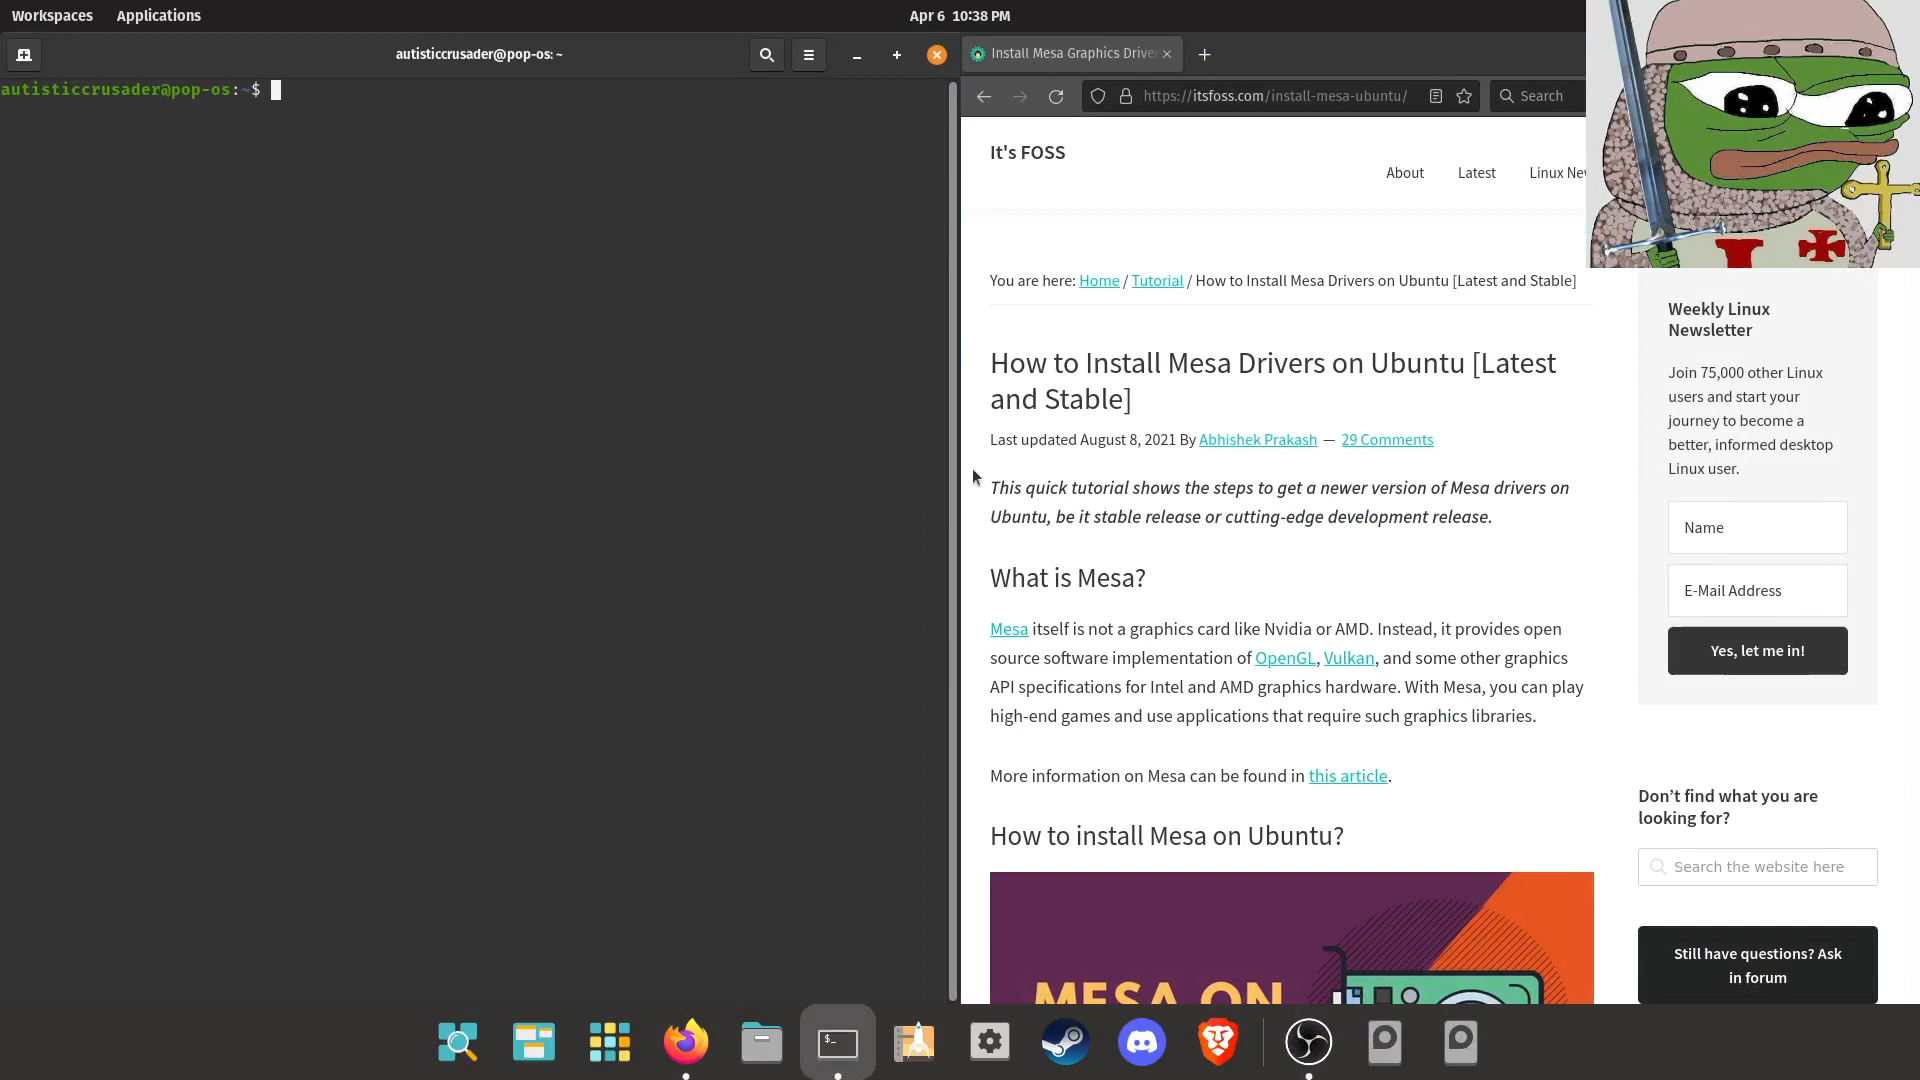 Workspaces Applications Apr 6 10:38 PM
autisticcrusader@pop-os: ~
autisticcrusader@pop-os:~$
$_
Install Mesa Graphics Drive
https://itsfoss.com/install-mesa-ubuntu/ Search
It's FOSS
About Latest Linux Nev
You are here: Home / Tutorial / How to Install Mesa Drivers on Ubuntu [Latest and Stable]
How to Install Mesa Drivers on Ubuntu [Latest
and Stable]
Last updated August 8, 2021 By Abhishek Prakash — 29 Comments
This quick tutorial shows the steps to get a newer version of Mesa drivers on
Ubuntu, be it stable release or cutting-edge development release.
What is Mesa?
Mesa itself is not a graphics card like Nvidia or AMD. Instead, it provides open
source software implementation of OpenGL, Vulkan, and some other graphics
API specifications for Intel and AMD graphics hardware. With Mesa, you can play
high-end games and use applications that require such graphics libraries.
More information on Mesa can be found in this article.
How to install Mesa on Ubuntu?
MESA ON
Weekly Linux
Newsletter
Join 75,000 other Linux
users and start your
journey to become a
better, informed desktop
Linux user.
Name
E-Mail Address
Yes, let me in!
Don’t find what you are
looking for?
Search the website here
Still have questions? Ask
in forum